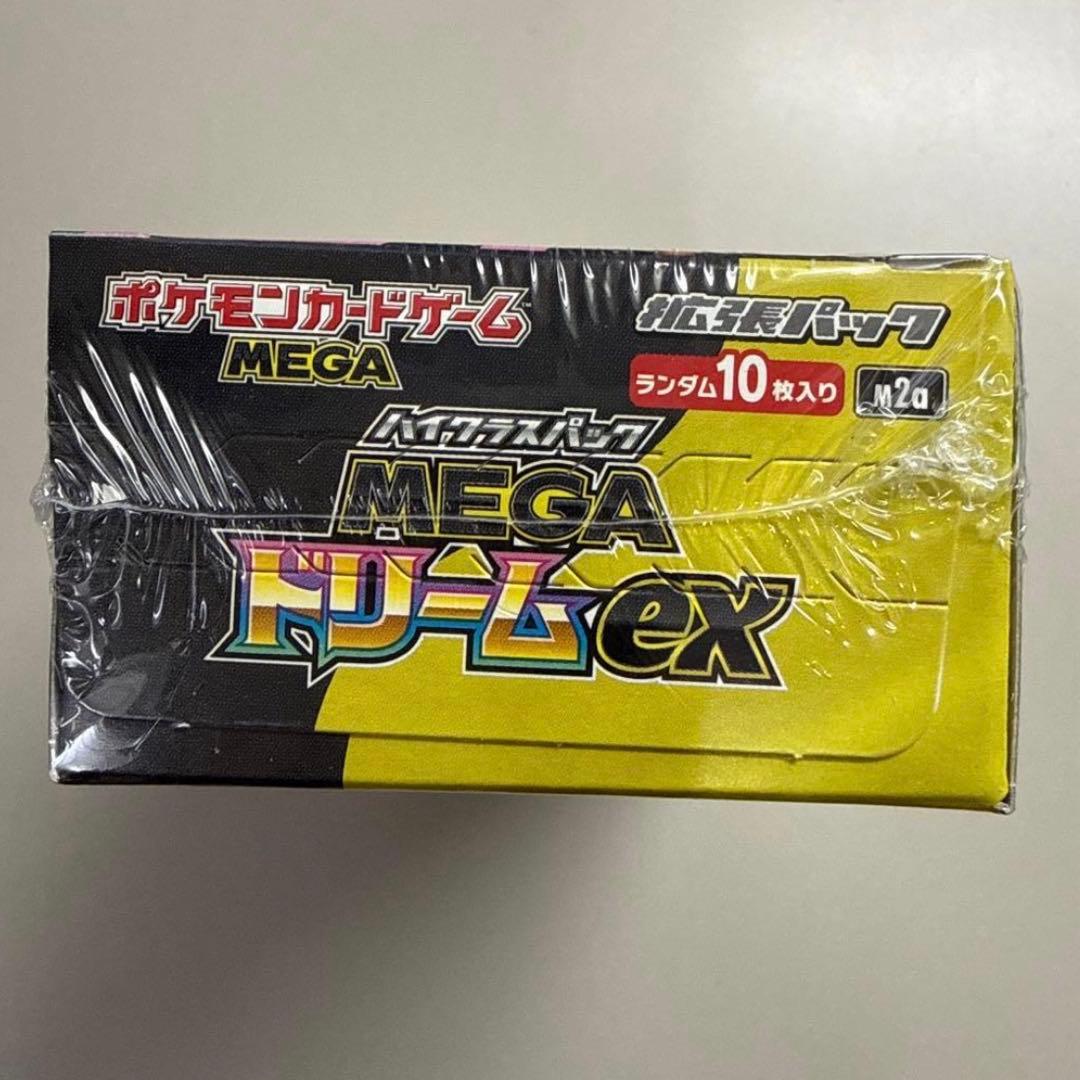 ポケモンカードゲーム™
MEGA
拡張パック
ランダム10枚入り M2a
ハイクラスパック
MEGA
ドリームex